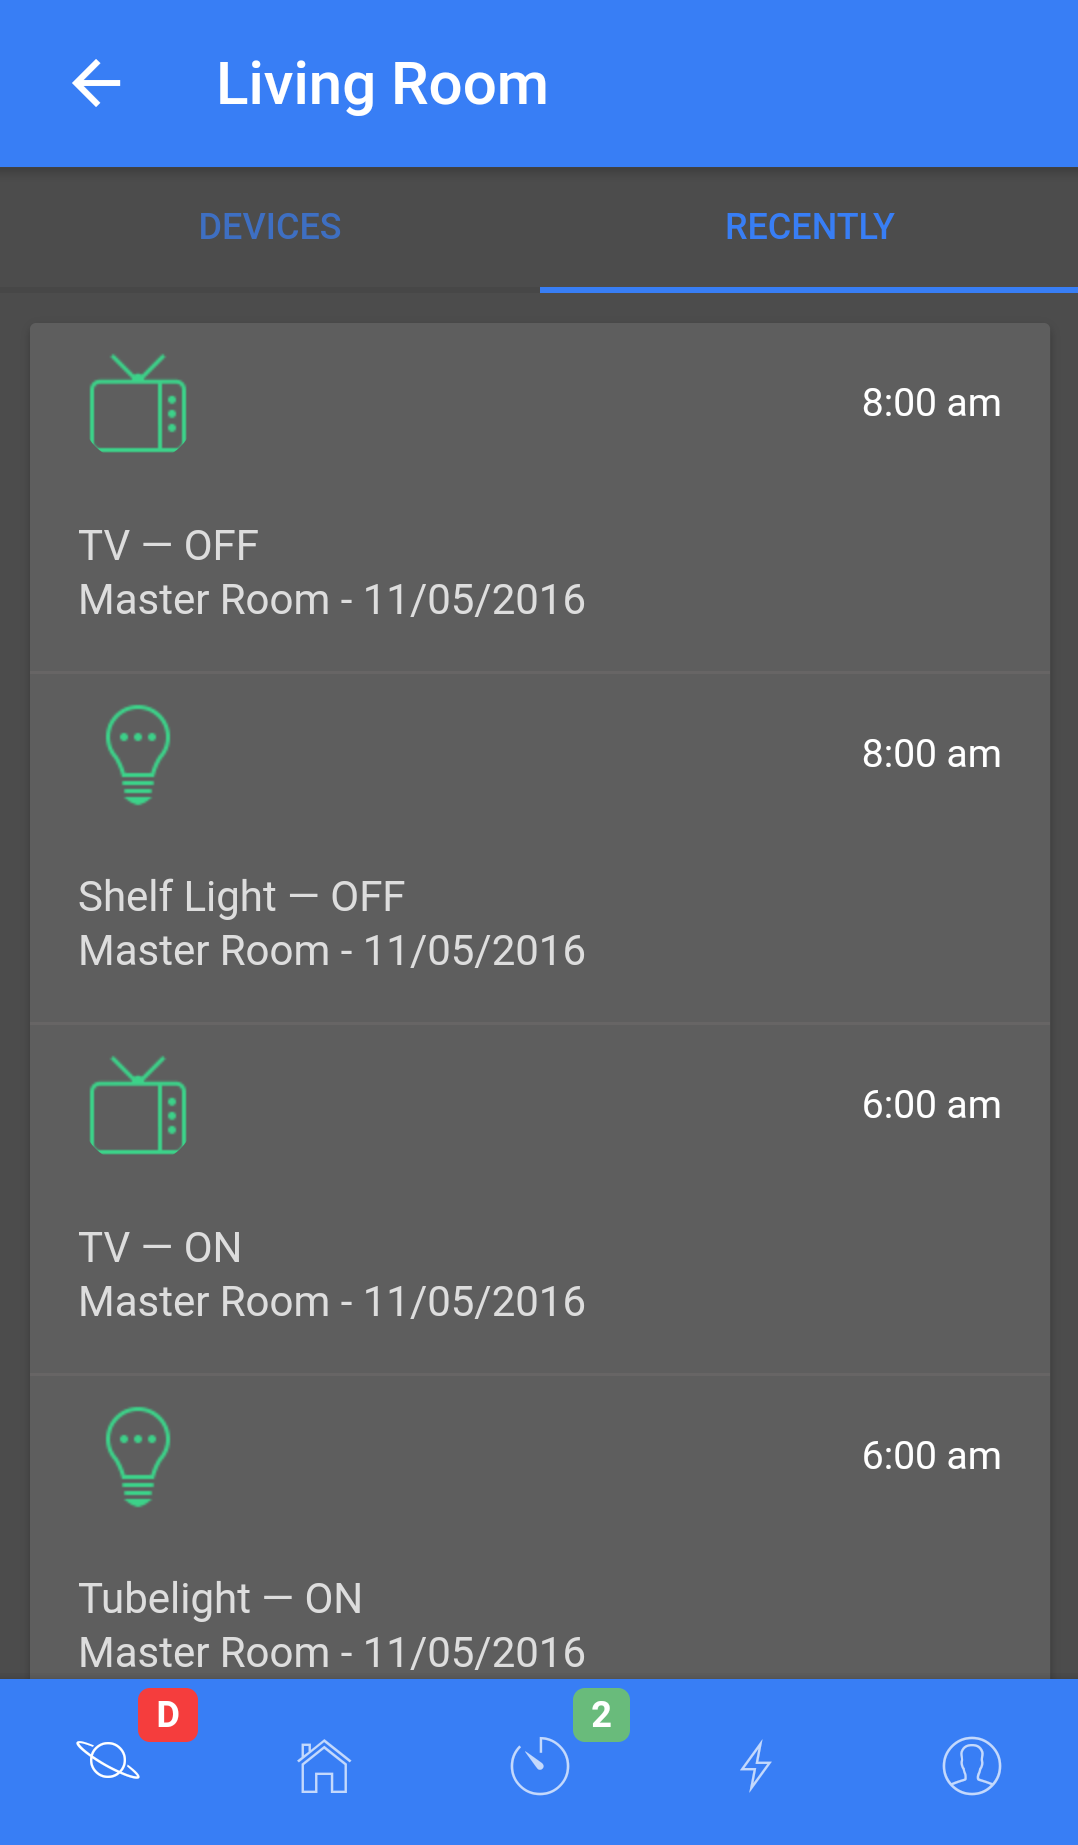 Living Room
DEVICES
RECENTLY
8:00 am
TV — OFF
Master Room - 11/05/2016
8:00 am
Shelf Light — OFF
Master Room - 11/05/2016
6:00 am
TV — ON
Master Room - 11/05/2016
6:00 am
Tubelight — ON
Master Room - 11/05/2016
D
2